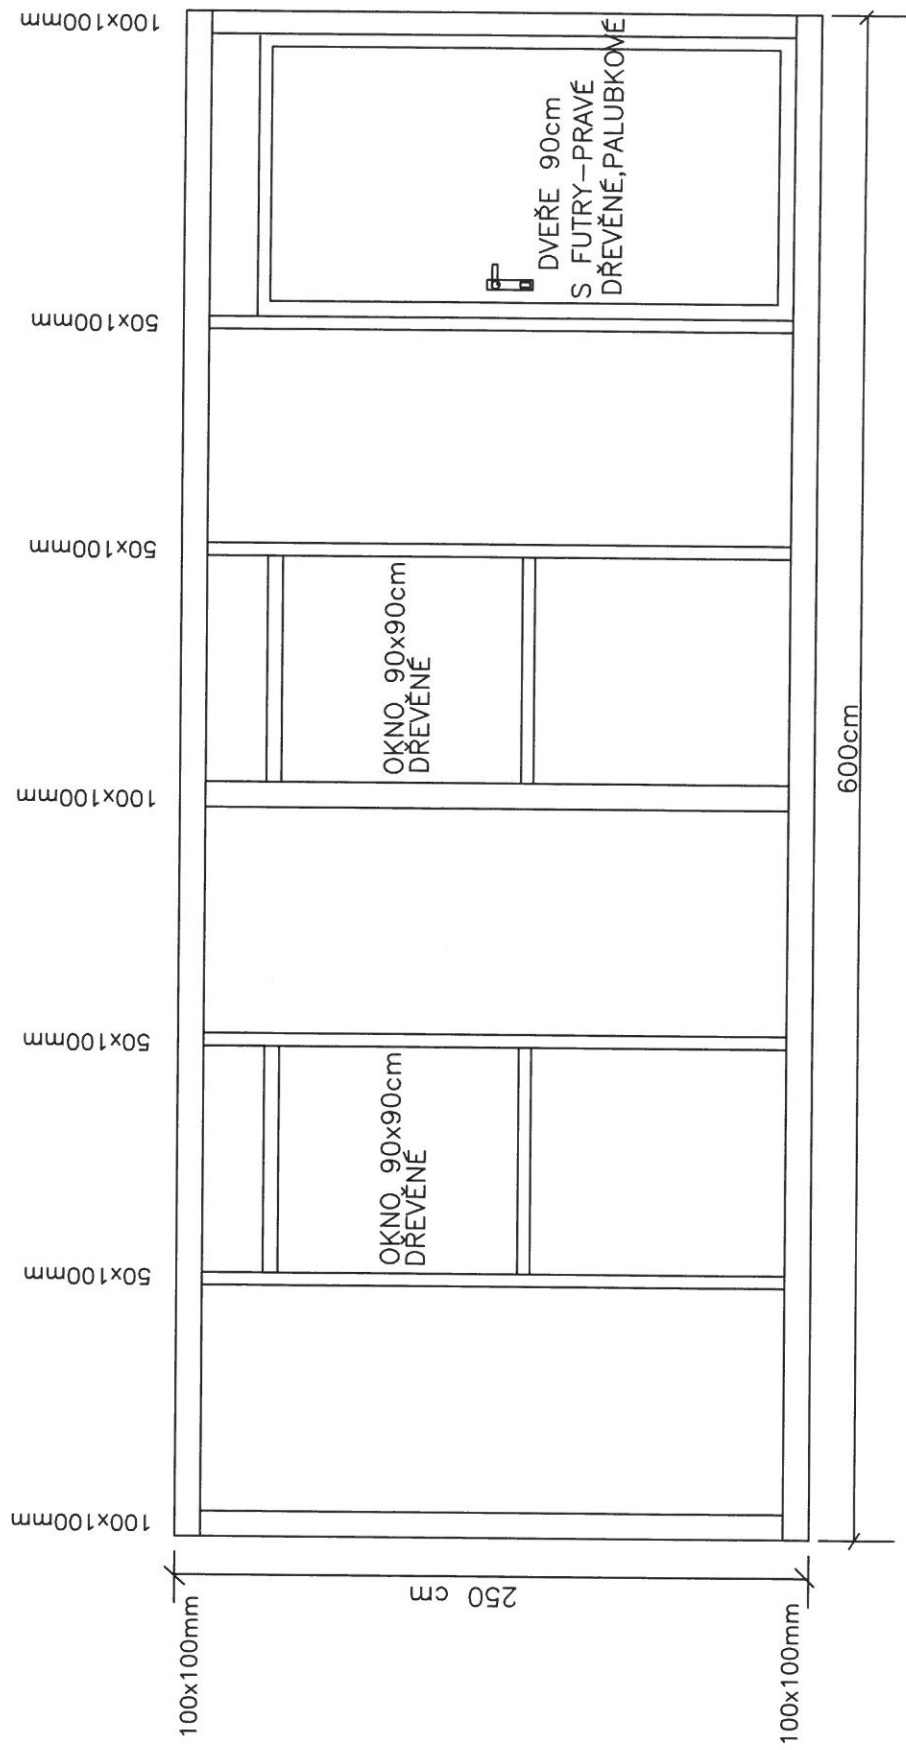 100x100mm
50x100mm
50x100mm
100x100mm
50x100mm
50x100mm
100x100mm
DVEŘE 90cm
S FUTRY-PRAVÉ
DŘEVĚNÉ,PALUBKOVÉ
OKNO 90x90cm
DŘEVĚNÉ
OKNO 90x90cm
DŘEVĚNÉ
600cm
250 cm
100x100mm
100x100mm